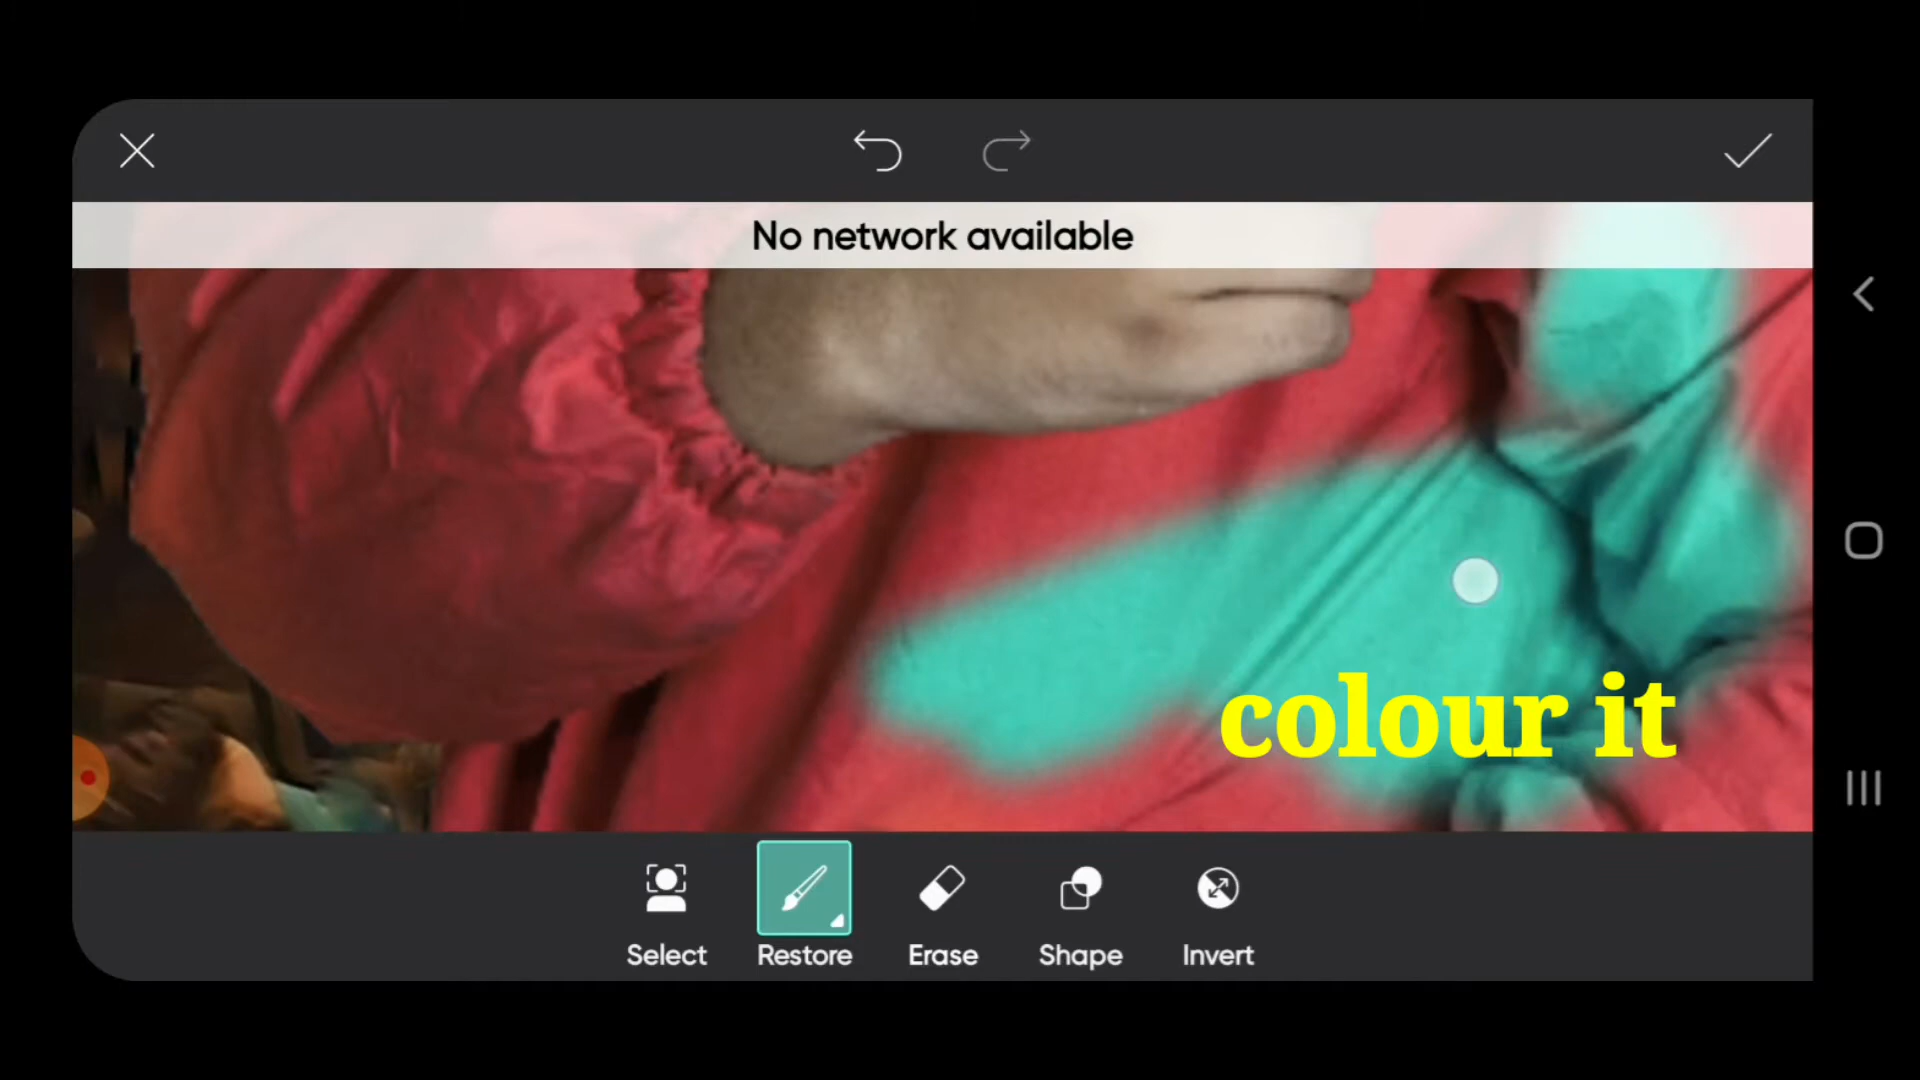 No network available
colour it
Select
Restore
Erase
Shape
Invert